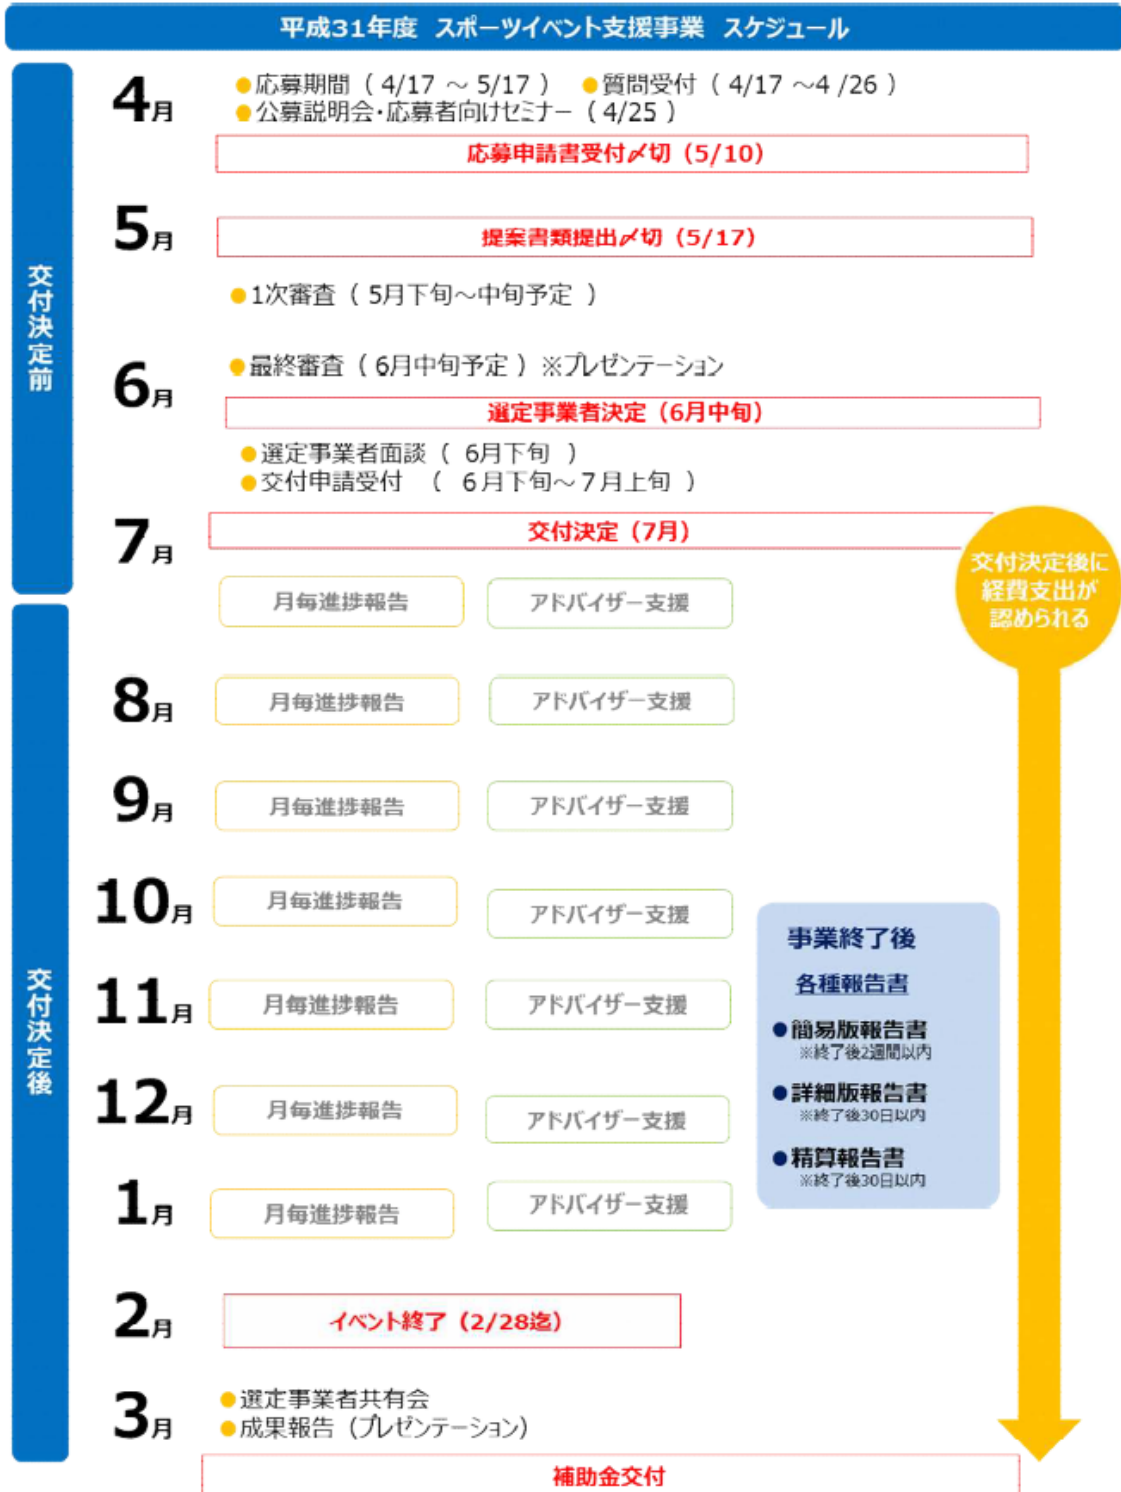 平成31年度 スポーツイベント支援事業 スケジュール
交付決定前
4月
●応募期間（4/17 ～ 5/17） ●質問受付（4/17 ～4/26）
●公募説明会・応募者向けセミナー（4/25）
応募申請書受付〆切（5/10）
5月
提案書類提出〆切（5/17）
●1次審査（5月下旬～中旬予定）
6月
●最終審査（6月中旬予定）※プレゼンテーション
選定事業者決定（6月中旬）
●選定事業者面談（6月下旬）
●交付申請受付（6月下旬～7月上旬）
7月
交付決定（7月）
交付決定後に
経費支出が
認められる
交付決定後
月毎進捗報告 アドバイザー支援
8月
月毎進捗報告 アドバイザー支援
9月
月毎進捗報告 アドバイザー支援
10月
月毎進捗報告 アドバイザー支援
11月
月毎進捗報告 アドバイザー支援
12月
月毎進捗報告 アドバイザー支援
1月
月毎進捗報告 アドバイザー支援
事業終了後
各種報告書
●簡易版報告書
※終了後2週間以内
●詳細版報告書
※終了後30日以内
●精算報告書
※終了後30日以内
2月
イベント終了（2/28迄）
3月
●選定事業者共有会
●成果報告（プレゼンテーション）
補助金交付